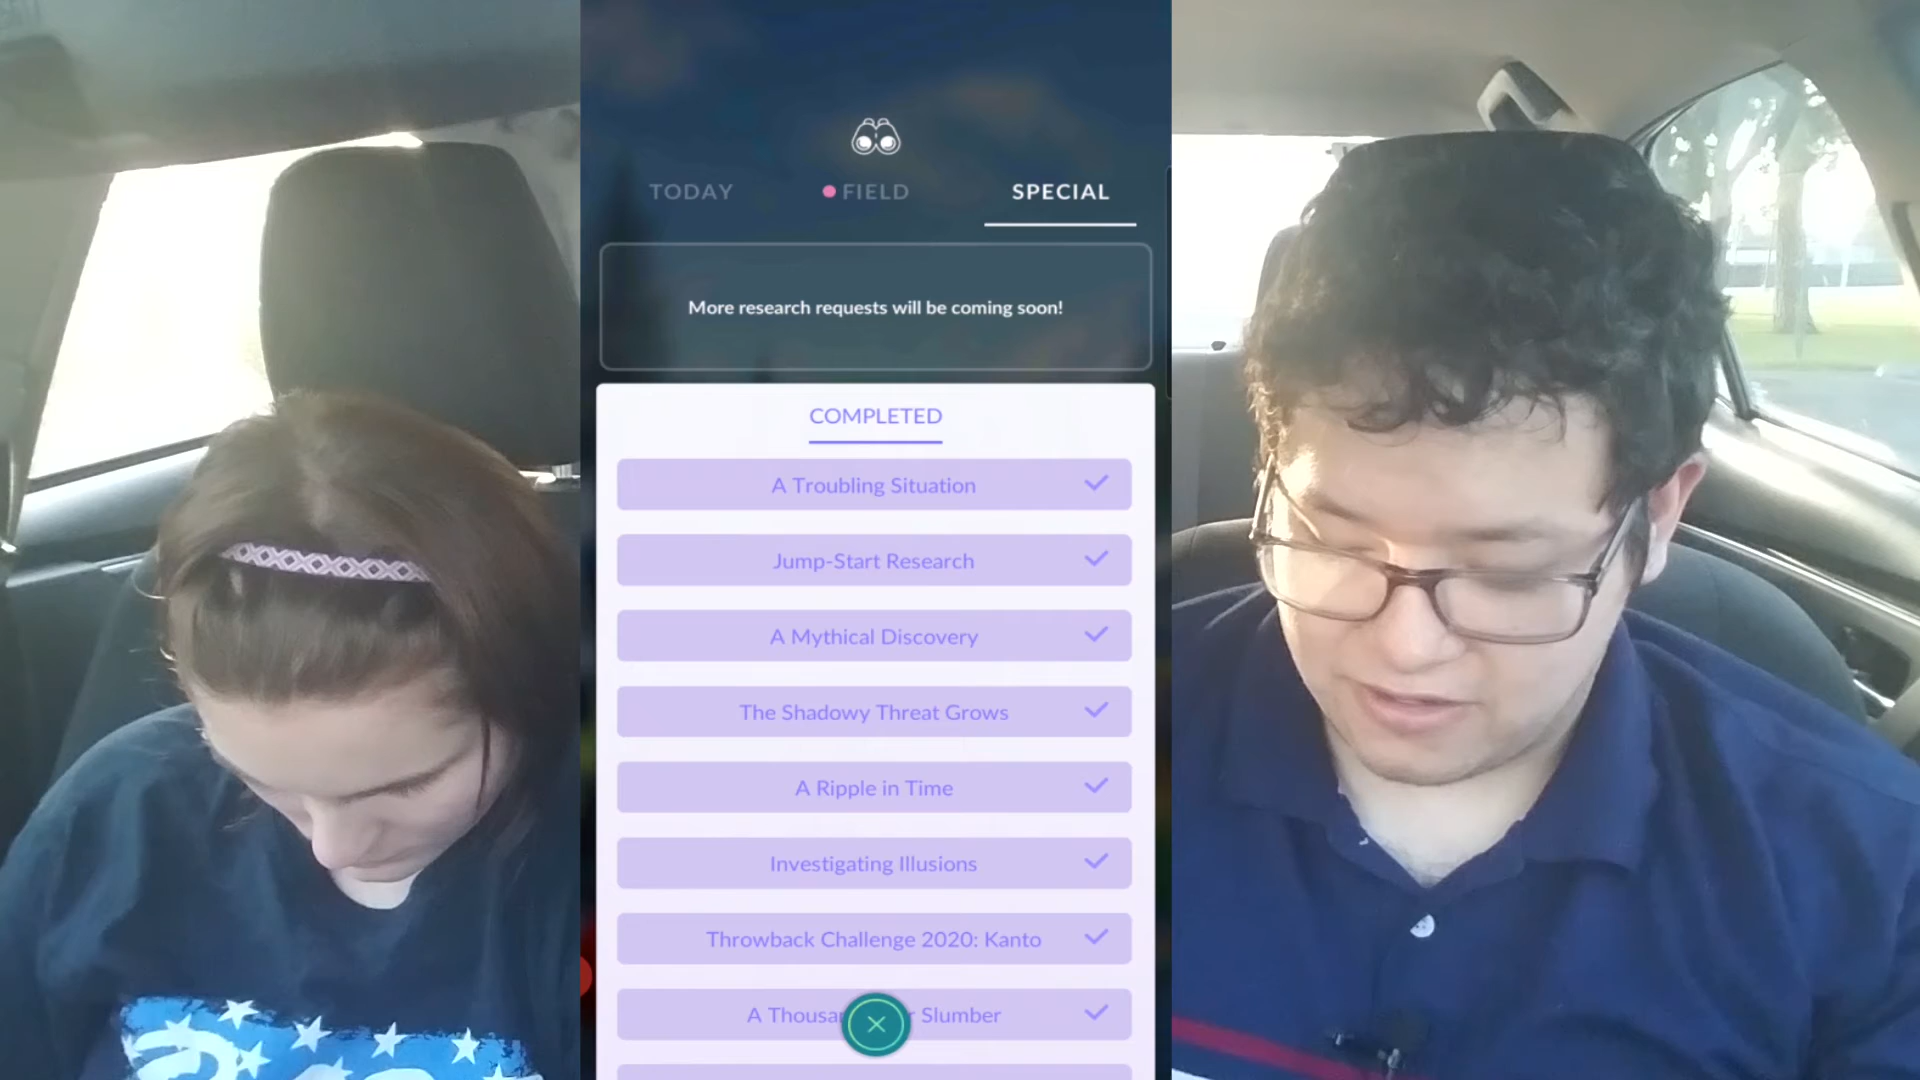 TODAY
FIELD
SPECIAL
More research requests will be coming soon!
COMPLETED
A Troubling Situation
Jump-Start Research
A Mythical Discovery
The Shadowy Threat Grows
A Ripple in Time
Investigating Illusions
Throwback Challenge 2020: Kanto
A Slumber